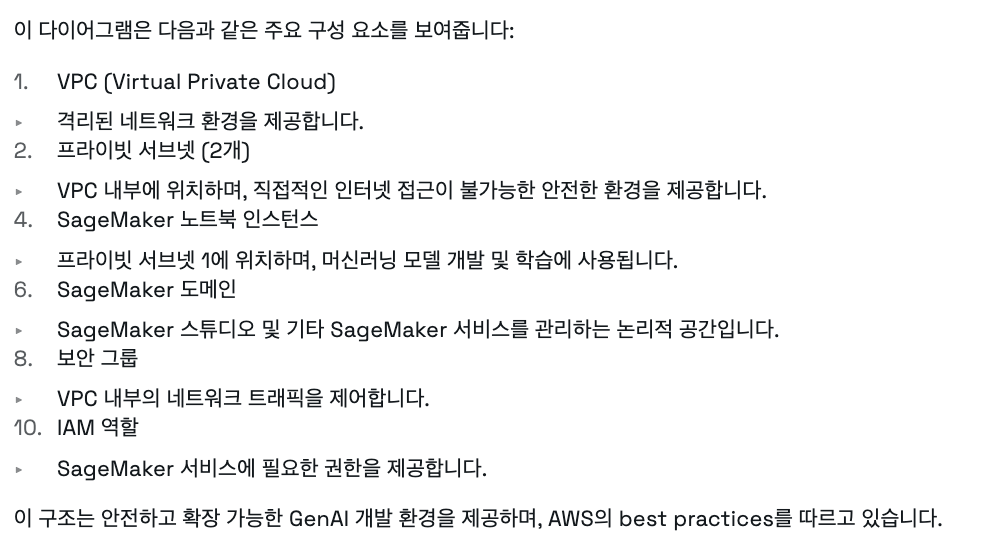 이 다이어그램은 다음과 같은 주요 구성 요소를 보여줍니다:
1. VPC (Virtual Private Cloud)
▸ 격리된 네트워크 환경을 제공합니다.
2. 프라이빗 서브넷 (2개)
▸ VPC 내부에 위치하며, 직접적인 인터넷 접근이 불가능한 안전한 환경을 제공합니다.
4. SageMaker 노트북 인스턴스
▸ 프라이빗 서브넷 1에 위치하며, 머신러닝 모델 개발 및 학습에 사용됩니다.
6. SageMaker 도메인
▸ SageMaker 스튜디오 및 기타 SageMaker 서비스를 관리하는 논리적 공간입니다.
8. 보안 그룹
▸ VPC 내부의 네트워크 트래픽을 제어합니다.
10. IAM 역할
▸ SageMaker 서비스에 필요한 권한을 제공합니다.
이 구조는 안전하고 확장 가능한 GenAI 개발 환경을 제공하며, AWS의 best practices를 따르고 있습니다.